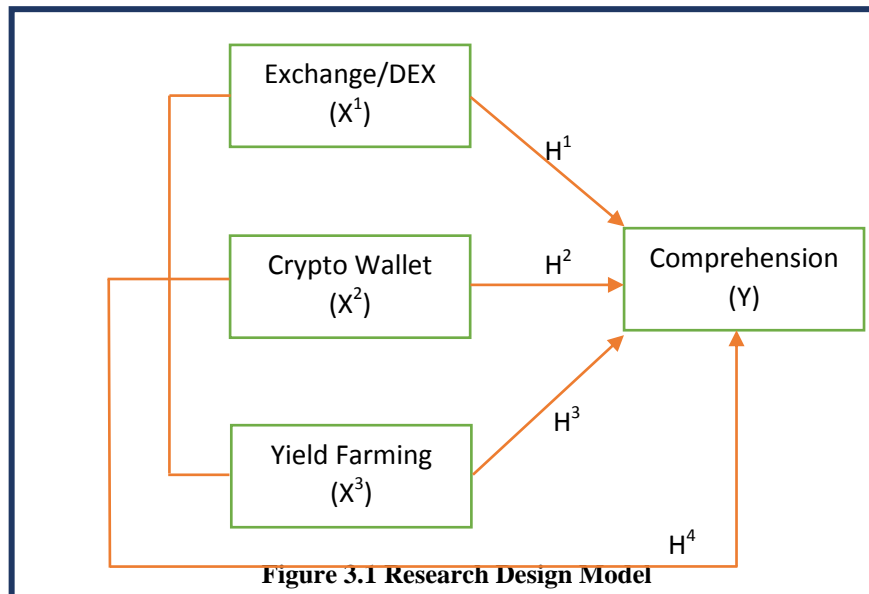 Exchange/DEX
(X¹)
H¹
Crypto Wallet
(X²)
H²
Comprehension
(Y)
Yield Farming
(X³)
H³
H⁴
Figure 3.1 Research Design Model